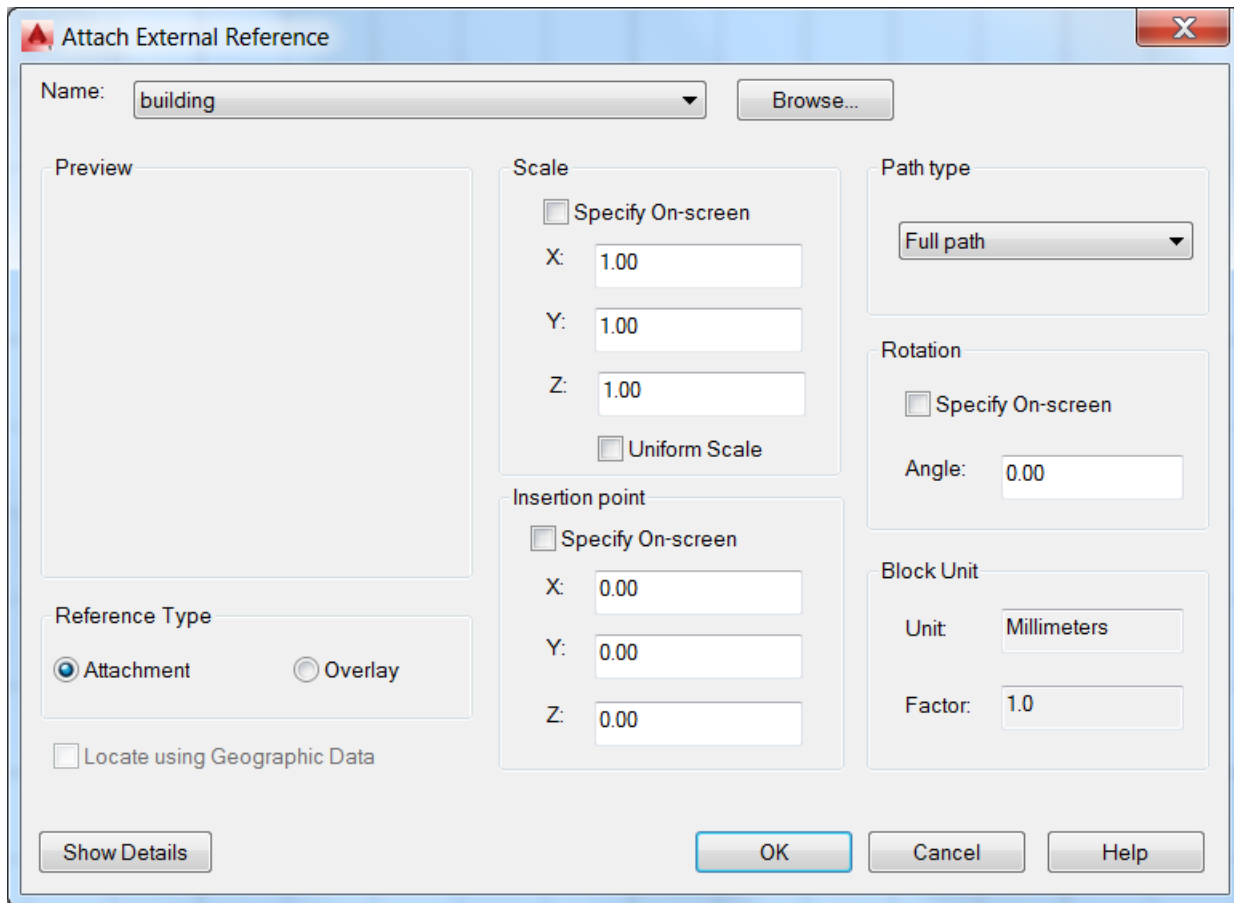 Attach External Reference
Name: building Browse...
Preview
Scale
Specify On-screen
X: 1.00
Y: 1.00
Z: 1.00
Uniform Scale
Path type
Full path
Rotation
Specify On-screen
Angle: 0.00
Insertion point
Specify On-screen
X: 0.00
Y: 0.00
Z: 0.00
Block Unit
Unit: Millimeters
Factor: 1.0
Reference Type
Attachment Overlay
Locate using Geographic Data
Show Details OK Cancel Help